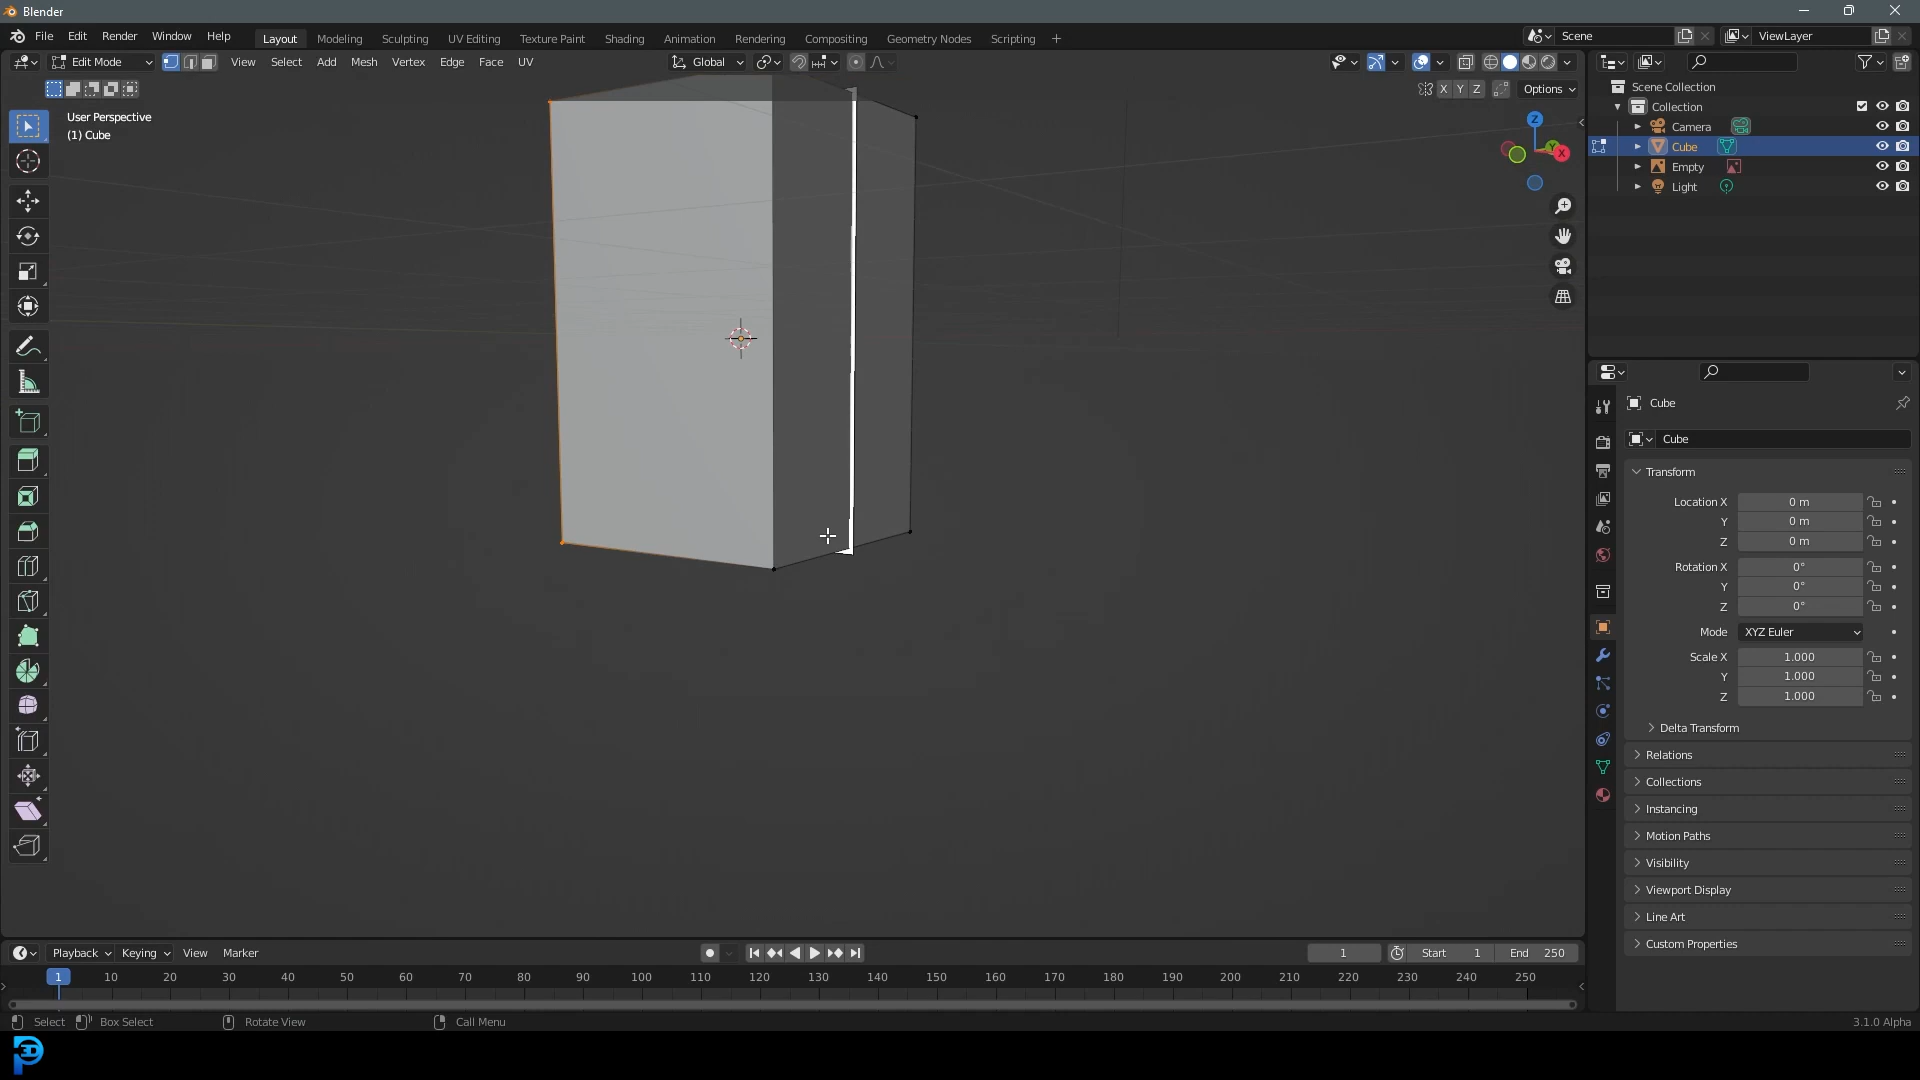 Blender
File Edit Render Window Help Layout Modeling Sculpting UV Editing Texture Paint Shading Animation Rendering Compositing Geometry Nodes Scripting + Scene ViewLayer
Edit Mode View Select Add Mesh Vertex Edge Face UV Global
X Y Z Options
User Perspective
(1) Cube
Z
Y
X
Scene Collection
Collection
Camera
Cube
Empty
Light
Cube
Cube
Transform
Location X 0 m
Y 0 m
Z 0 m
Rotation X 0°
Y 0°
Z 0°
Mode XYZ Euler
Scale X 1.000
Y 1.000
Z 1.000
Delta Transform
Relations
Collections
Instancing
Motion Paths
Visibility
Viewport Display
Line Art
Custom Properties
Playback Keying View Marker 1 Start 1 End 250
1 10 20 30 40 50 60 70 80 90 100 110 120 130 140 150 160 170 180 190 200 210 220 230 240 250
Select Box Select Rotate View Call Menu 3.1.0 Alpha